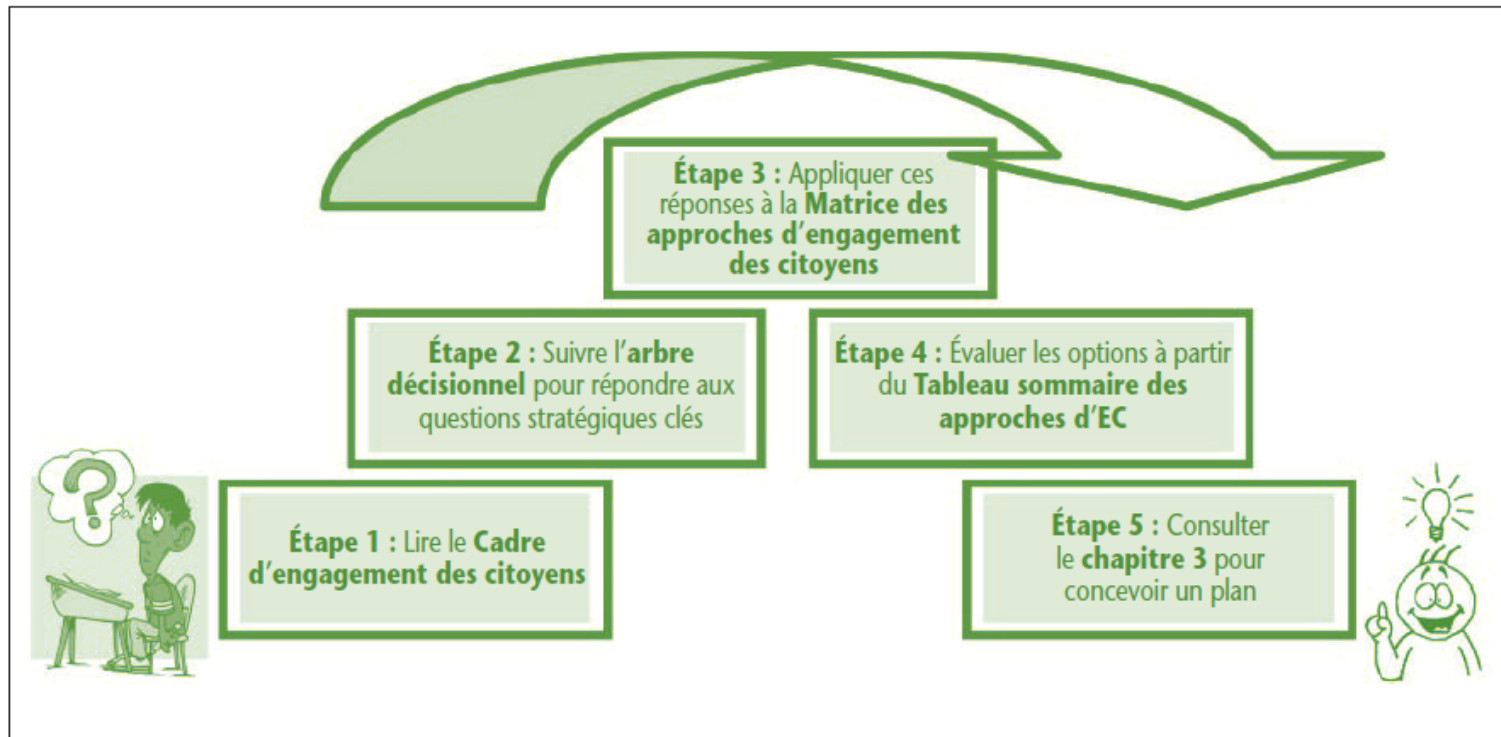 Étape 3 : Appliquer ces
réponses à la Matrice des
approches d’engagement
des citoyens
Étape 2 : Suivre l’arbre
décisionnel pour répondre aux
questions stratégiques clés
Étape 4 : Évaluer les options à partir
du Tableau sommaire des
approches d’EC
?
Étape 1 : Lire le Cadre
d’engagement des citoyens
Étape 5 : Consulter
le chapitre 3 pour
concevoir un plan